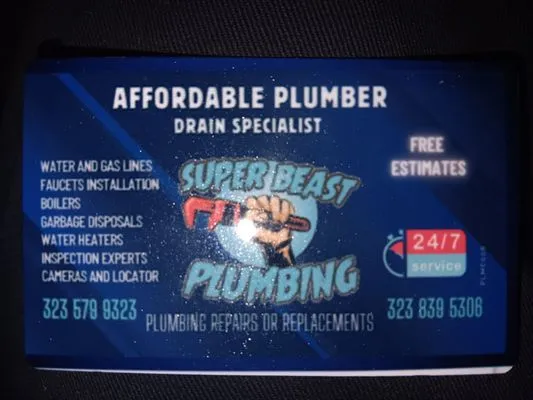 AFFORDABLE PLUMBER
DRAIN SPECIALIST
FREE
ESTIMATES
WATER AND GAS LINES
FAUCETS INSTALLATION
BOILERS
GARBAGE DISPOSALS
WATER HEATERS
INSPECTION EXPERTS
CAMERAS AND LOCATOR
SUPER BEAST
PLUMBING
24/7
service
323 579 9323
PLUMBING REPAIRS OR REPLACEMENTS
323 839 5306